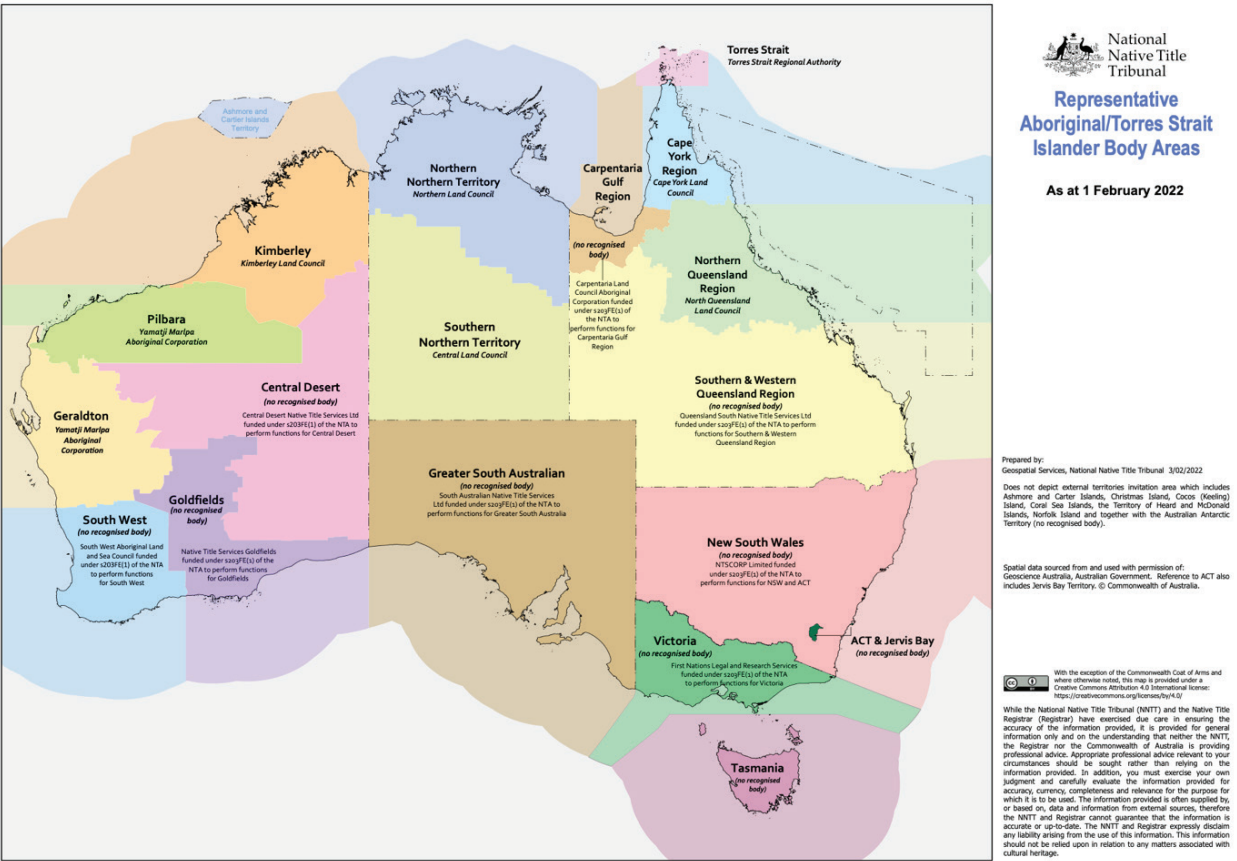 Torres Strait
Torres Strait Regional Authority
Ashmore and
Cartier Islands
Territory
Northern
Northern Territory
Northern Land Council
Carpentaria
Gulf
Region
(no recognised
body)
Carpentaria Land
Council Aboriginal
Corporation funded
under s203FE(1) of
the NTA to
perform functions for
Carpentaria Gulf
Region
Cape
York
Region
Cape York Land
Council
Kimberley
Kimberley Land Council
Northern
Queensland
Region
North Queensland
Land Council
Pilbara
Yamatji Marlpa
Aboriginal Corporation
Southern
Northern Territory
Central Land Council
Central Desert
(no recognised body)
Central Desert Native Title Services Ltd
funded under s203FE(1) of the NTA to
perform functions for Central Desert
Southern & Western
Queensland Region
(no recognised body)
Queensland South Native Title Services Ltd
funded under s203FE(1) of the NTA to perform
functions for Southern & Western
Queensland Region
Geraldton
Yamatji Marlpa
Aboriginal
Corporation
Greater South Australian
(no recognised body)
South Australian Native Title Services
Ltd funded under s203FE(1) of the NTA to
perform functions for Greater South Australia
Goldfields
(no recognised
body)
Native Title Services Goldfields
funded under s203FE(1) of the
NTA to perform functions
for Goldfields
South West
(no recognised body)
South West Aboriginal Land
and Sea Council funded
under s203FE(1) of the NTA
to perform functions
for South West
New South Wales
(no recognised body)
NTSCORP Limited funded
under s203FE(1) of the NTA to
perform functions for NSW and ACT
Victoria
(no recognised body)
First Nations Legal and Research Services
funded under s203FE(1) of the NTA
to perform functions for Victoria
ACT & Jervis Bay
(no recognised body)
Tasmania
(no recognised
body)
National
Native Title
Tribunal
Representative
Aboriginal/Torres Strait
Islander Body Areas
As at 1 February 2022
Prepared by:
Geospatial Services, National Native Title Tribunal 3/02/2022
Does not depict external territories invitation area which includes
Ashmore and Carter Islands, Christmas Island, Cocos (Keeling)
Island, Coral Sea Islands, the Territory of Heard and McDonald
Islands, Norfolk Island and together with the Australian Antarctic
Territory (no recognised body).
Spatial data sourced from and used with permission of:
Geoscience Australia, Australian Government. Reference to ACT also
includes Jervis Bay Territory. © Commonwealth of Australia.
cc
BY
With the exception of the Commonwealth Coat of Arms and
where otherwise noted, this map is provided under a
Creative Commons Attribution 4.0 International license:
https://creativecommons.org/licenses/by/4.0/
While the National Native Title Tribunal (NNTT) and the Native Title
Registrar (Registrar) have exercised due care in ensuring the
accuracy of the information provided, it is provided for general
information only and on the understanding that neither the NNTT,
the Registrar nor the Commonwealth of Australia is providing
professional advice. Appropriate professional advice relevant to your
circumstances should be sought rather than relying on the
information provided. In addition, you must exercise your own
judgment and carefully evaluate the information provided for
accuracy, currency, completeness and relevance for the purpose for
which it is to be used. The information provided is often supplied by,
or based on, data and information from external sources, therefore
the NNTT and Registrar cannot guarantee that the information is
accurate or up-to-date. The NNTT and Registrar expressly disclaim
any liability arising from the use of this information. This information
should not be relied upon in relation to any matters associated with
cultural heritage.